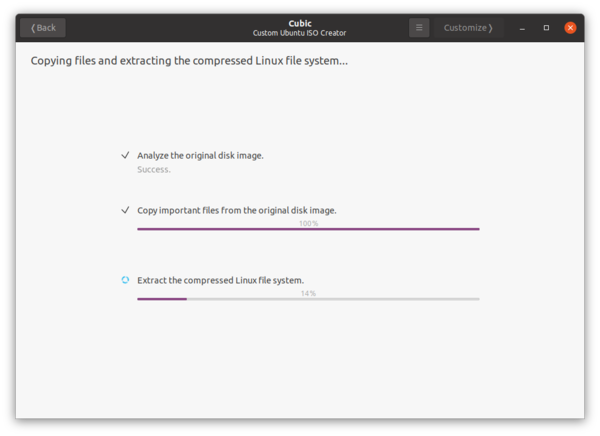 ❬Back
Cubic
Custom Ubuntu ISO Creator
Customize❭
Copying files and extracting the compressed Linux file system...
Analyze the original disk image.
Success.
Copy important files from the original disk image.
100%
Extract the compressed Linux file system.
14%